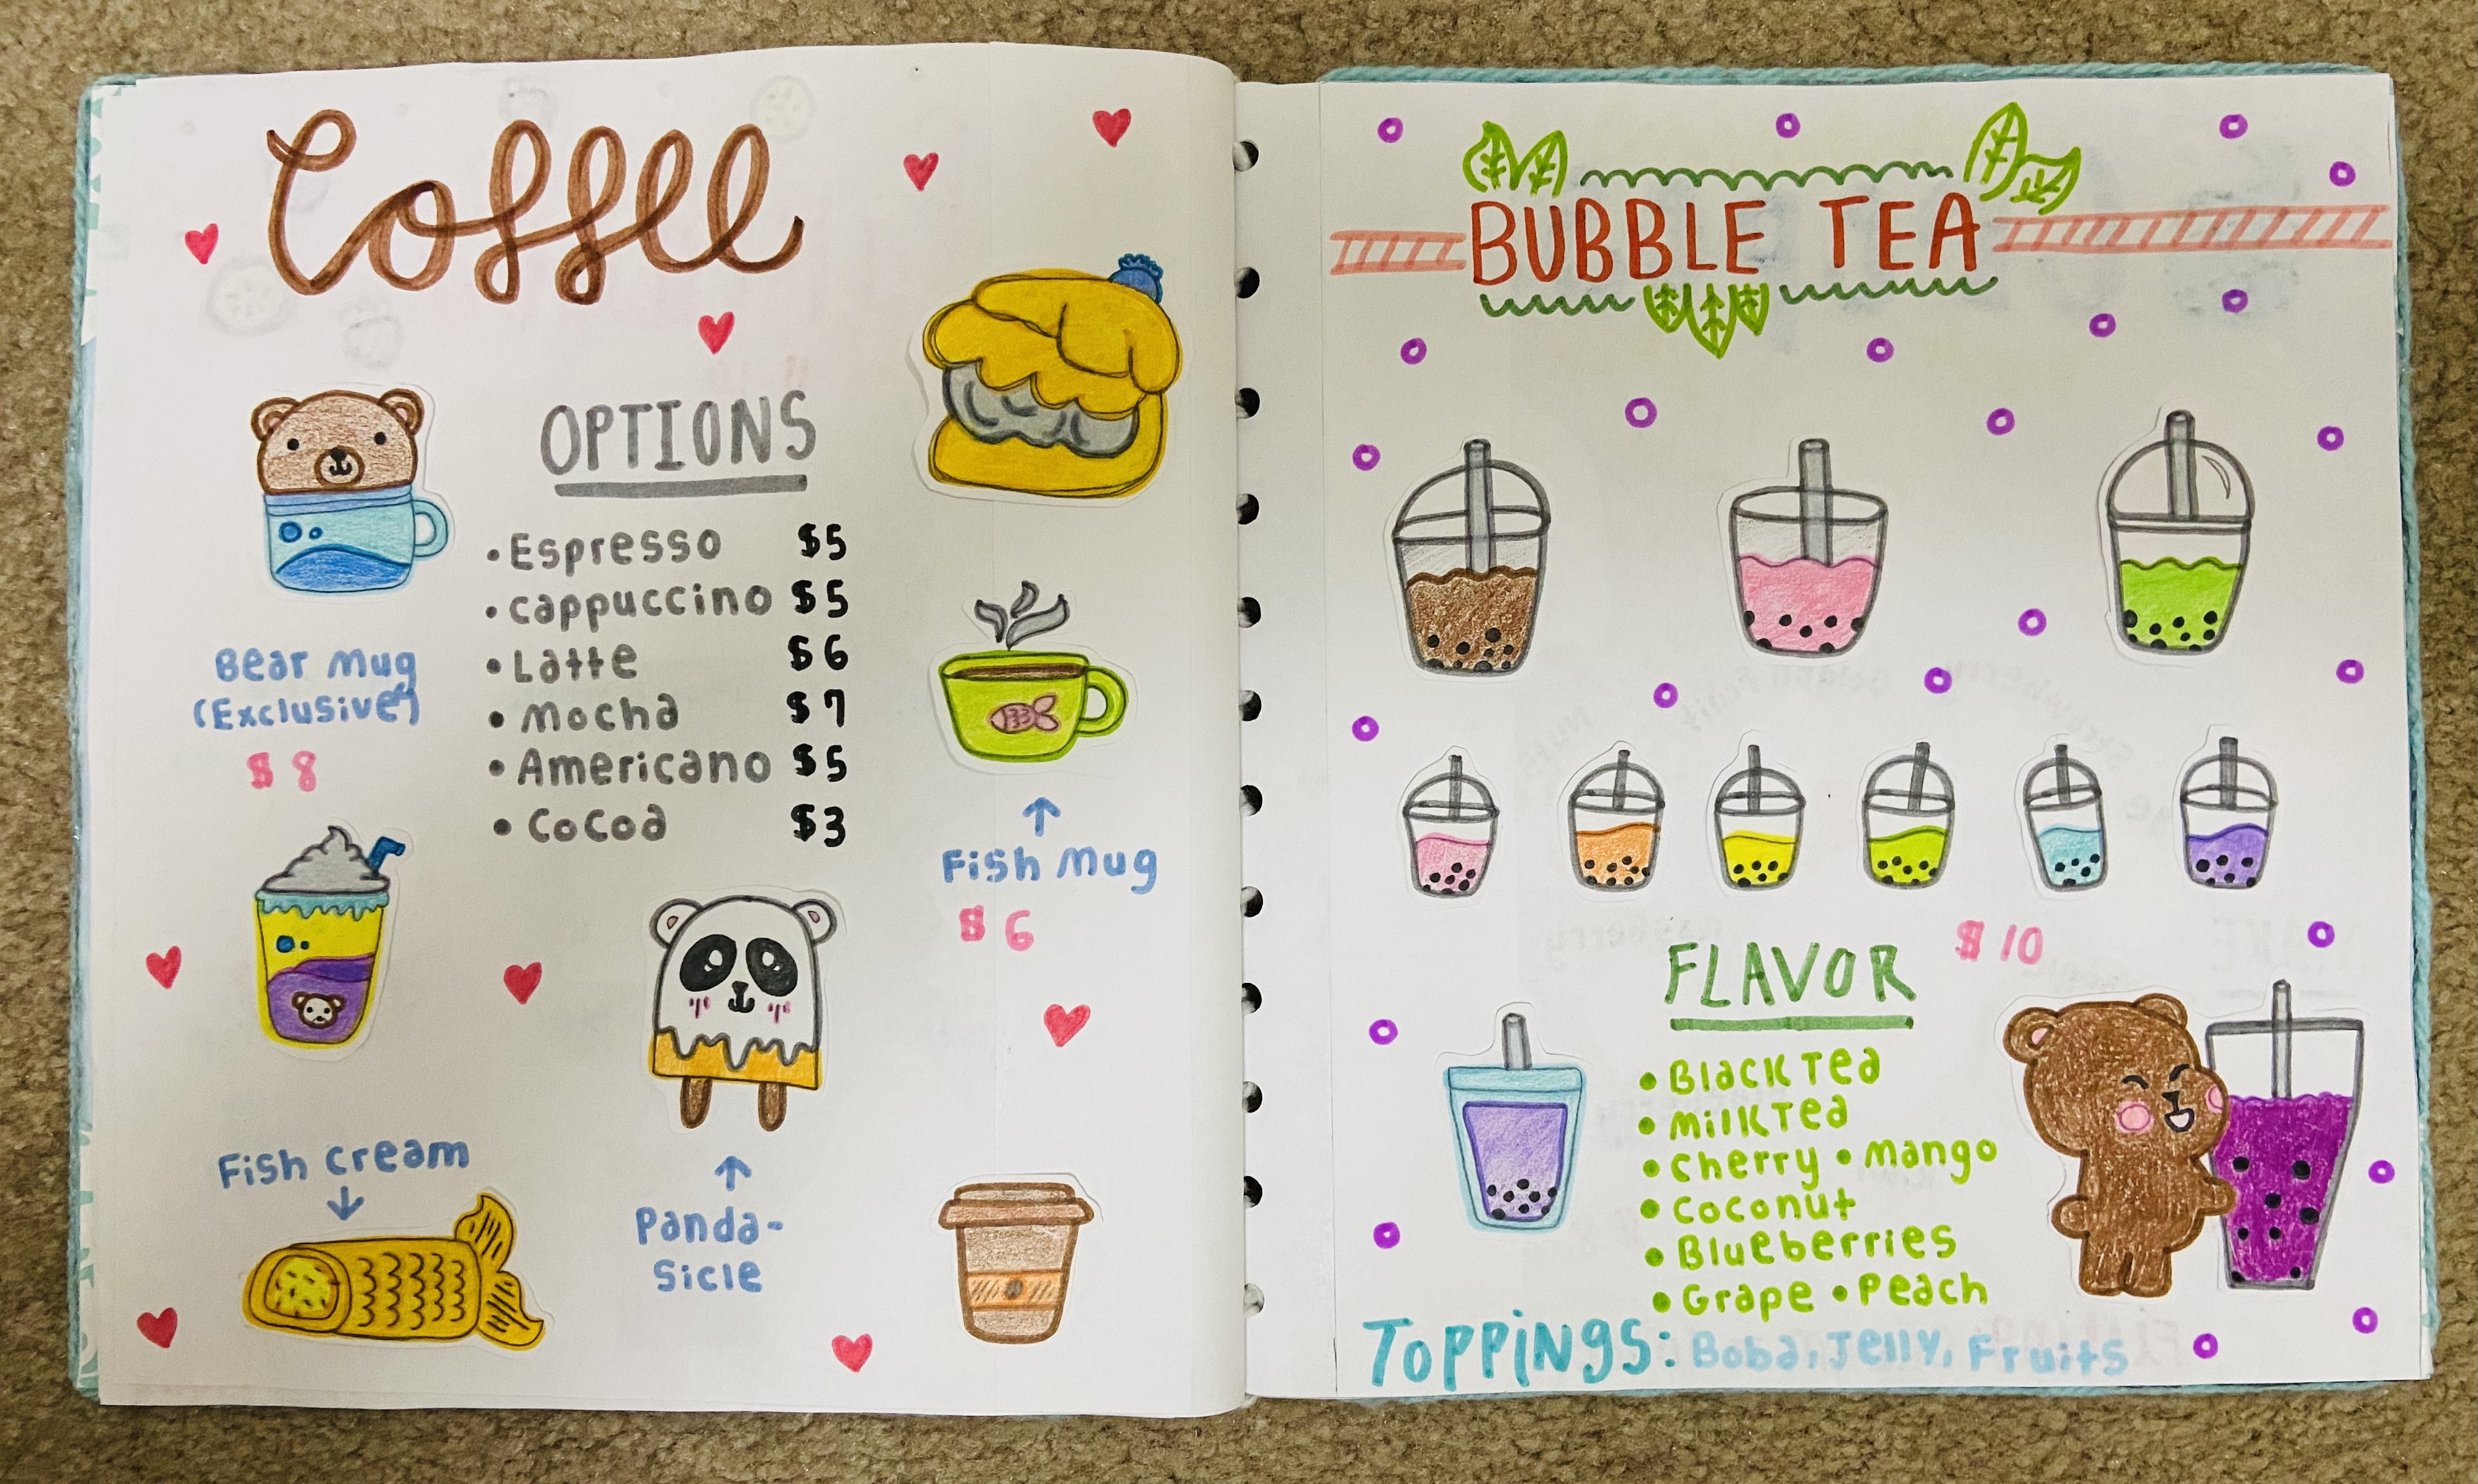 Coffee
OPTIONS
• Espresso $5
• cappuccino $5
• Latte $6
• Mocha $7
• Americano $5
• Cocoa $3
Bear Mug
(Exclusive)
$8
Fish Mug
$6
Fish cream
Panda-
Sicle
BUBBLE TEA
$10
FLAVOR
• Black Tea
• Milk Tea
• Cherry • Mango
• Coconut
• Blueberries
• Grape • Peach
Toppings: Boba, Jelly, Fruits